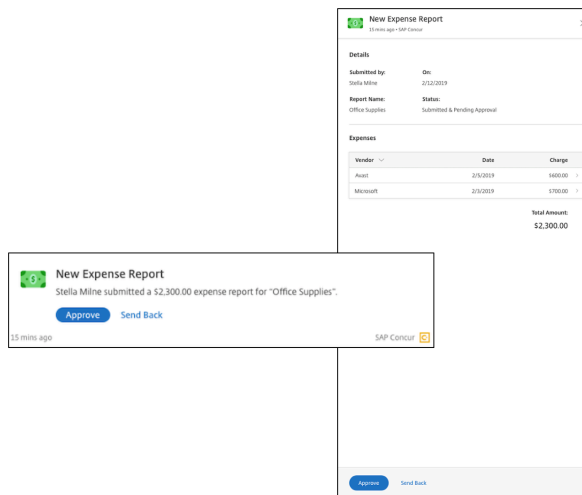 New Expense Report
15 mins ago • SAP Concur
Details
Submitted by: On:
Stella Milne 2/12/2019
Report Name: Status:
Office Supplies Submitted & Pending Approval
Expenses
Vendor Date Charge
Avast 2/5/2019 $600.00
Microsoft 2/3/2019 $700.00
Total Amount:
$2,300.00
New Expense Report
Stella Milne submitted a $2,300.00 expense report for "Office Supplies".
Approve Send Back
15 mins ago SAP Concur C
Approve Send Back